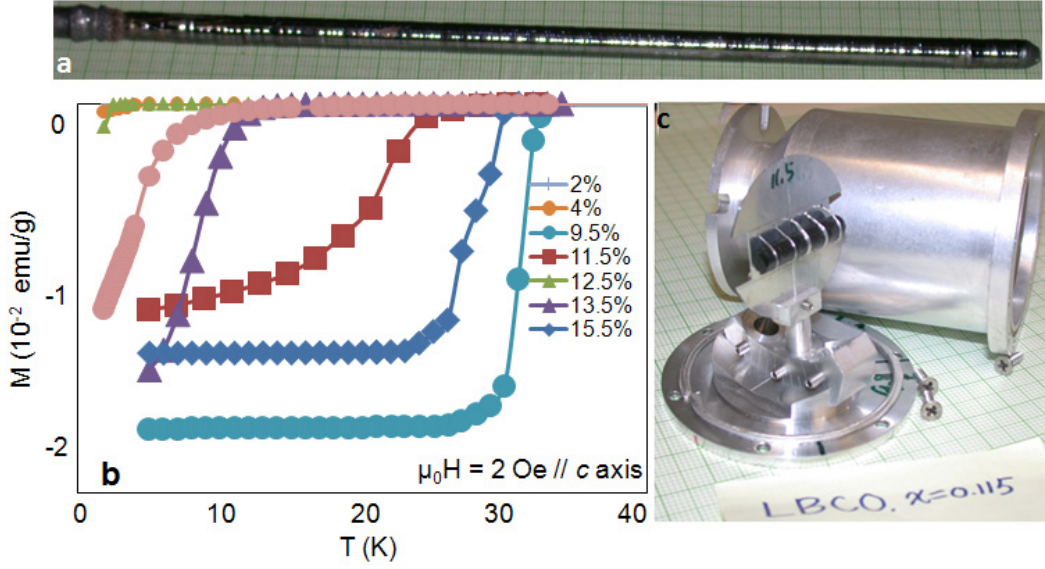 a
b
c
0
-1
-2
M (10⁻² emu/g)
2%
4%
9.5%
11.5%
12.5%
13.5%
15.5%
μ₀H = 2 Oe // c axis
0
10
20
30
40
T (K)
11.5
LBCO. x=0.115